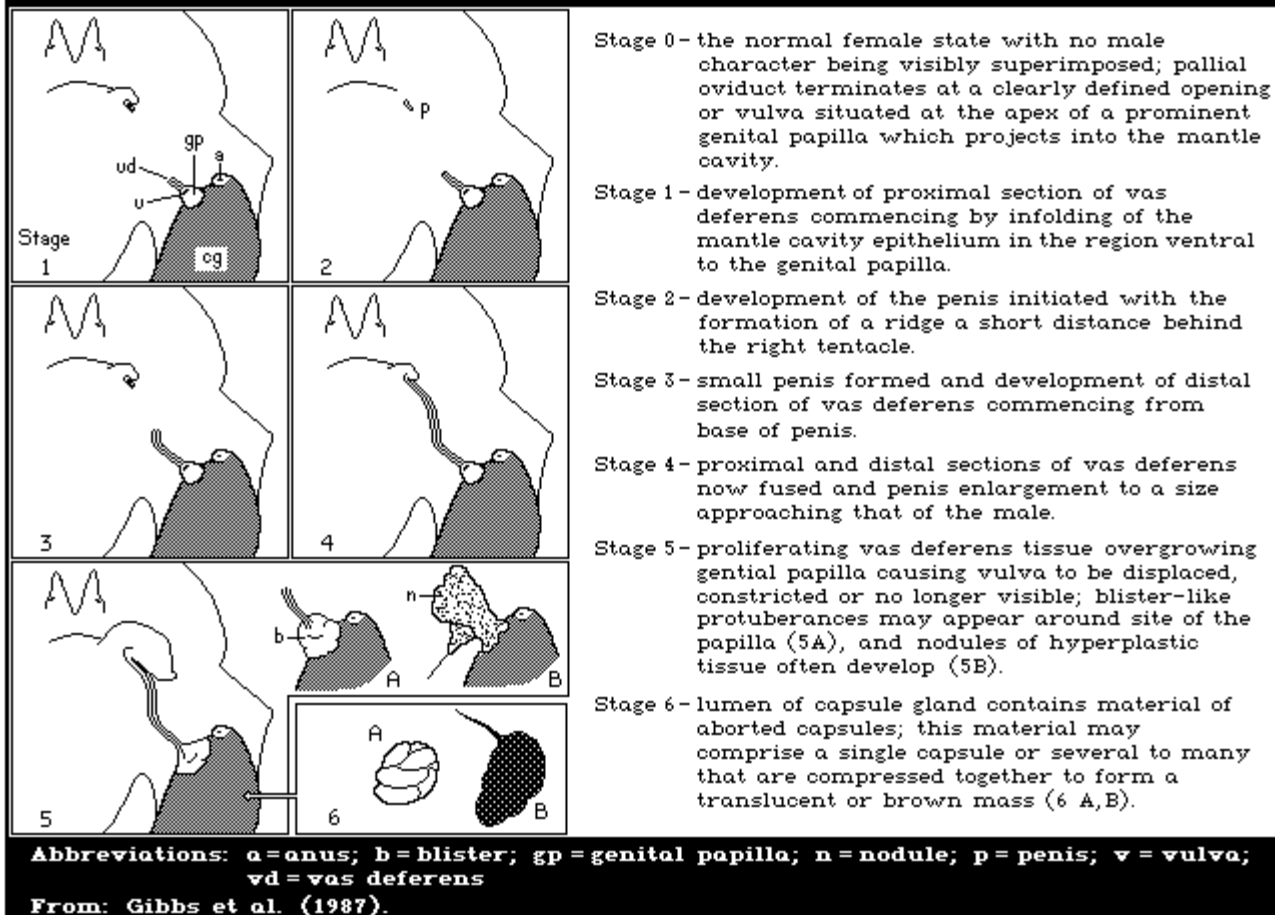 gp
a
vd
v
cg
Stage
1
p
2
3
4
b
A
n
B
5
A
B
6
Stage 0 - the normal female state with no male
character being visibly superimposed; pallial
oviduct terminates at a clearly defined opening
or vulva situated at the apex of a prominent
genital papilla which projects into the mantle
cavity.
Stage 1 - development of proximal section of vas
deferens commencing by infolding of the
mantle cavity epithelium in the region ventral
to the genital papilla.
Stage 2 - development of the penis initiated with the
formation of a ridge a short distance behind
the right tentacle.
Stage 3 - small penis formed and development of distal
section of vas deferens commencing from
base of penis.
Stage 4 - proximal and distal sections of vas deferens
now fused and penis enlargement to a size
approaching that of the male.
Stage 5 - proliferating vas deferens tissue overgrowing
gential papilla causing vulva to be displaced,
constricted or no longer visible; blister-like
protuberances may appear around site of the
papilla (5A), and nodules of hyperplastic
tissue often develop (5B).
Stage 6 - lumen of capsule gland contains material of
aborted capsules; this material may
comprise a single capsule or several to many
that are compressed together to form a
translucent or brown mass (6 A,B).
Abbreviations: a=anus; b=blister; gp=genital papilla; n=nodule; p=penis; v=vulva;
vd=vas deferens
From: Gibbs et al. (1987).